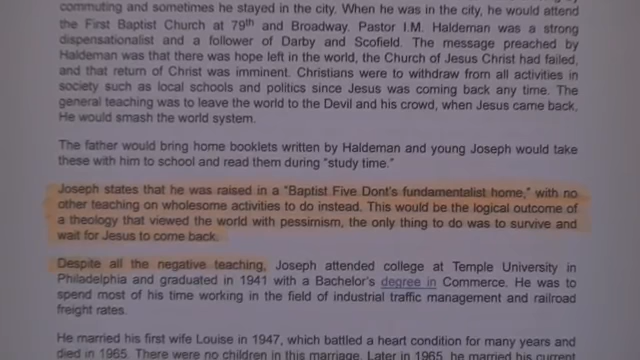 commuting and sometimes he stayed in the city. When he was in the city, he would attend
the First Baptist Church at 79th and Broadway. Pastor I.M. Haldeman was a strong
dispensationalist and a follower of Darby and Scofield. The message preached by
Haldeman was that there was hope left in the world, the Church of Jesus Christ had failed,
and that return of Christ was imminent. Christians were to withdraw from all activities in
society such as local schools and politics since Jesus was coming back any time. The
general teaching was to leave the world to the Devil and his crowd, when Jesus came back,
He would smash the world system.
The father would bring home booklets written by Haldeman and young Joseph would take
these with him to school and read them during "study time."
Joseph states that he was raised in a "Baptist Five Dont's fundamentalist home," with no
other teaching on wholesome activities to do instead. This would be the logical outcome of
a theology that viewed the world with pessimism, the only thing to do was to survive and
wait for Jesus to come back.
Despite all the negative teaching, Joseph attended college at Temple University in
Philadelphia and graduated in 1941 with a Bachelor's degree in Commerce. He was to
spend most of his time working in the field of industrial traffic management and railroad
freight rates.
He married his first wife Louise in 1947, which battled a heart condition for many years and
died in 1965. There were no children in this marriage. Later in 1965, he married his current